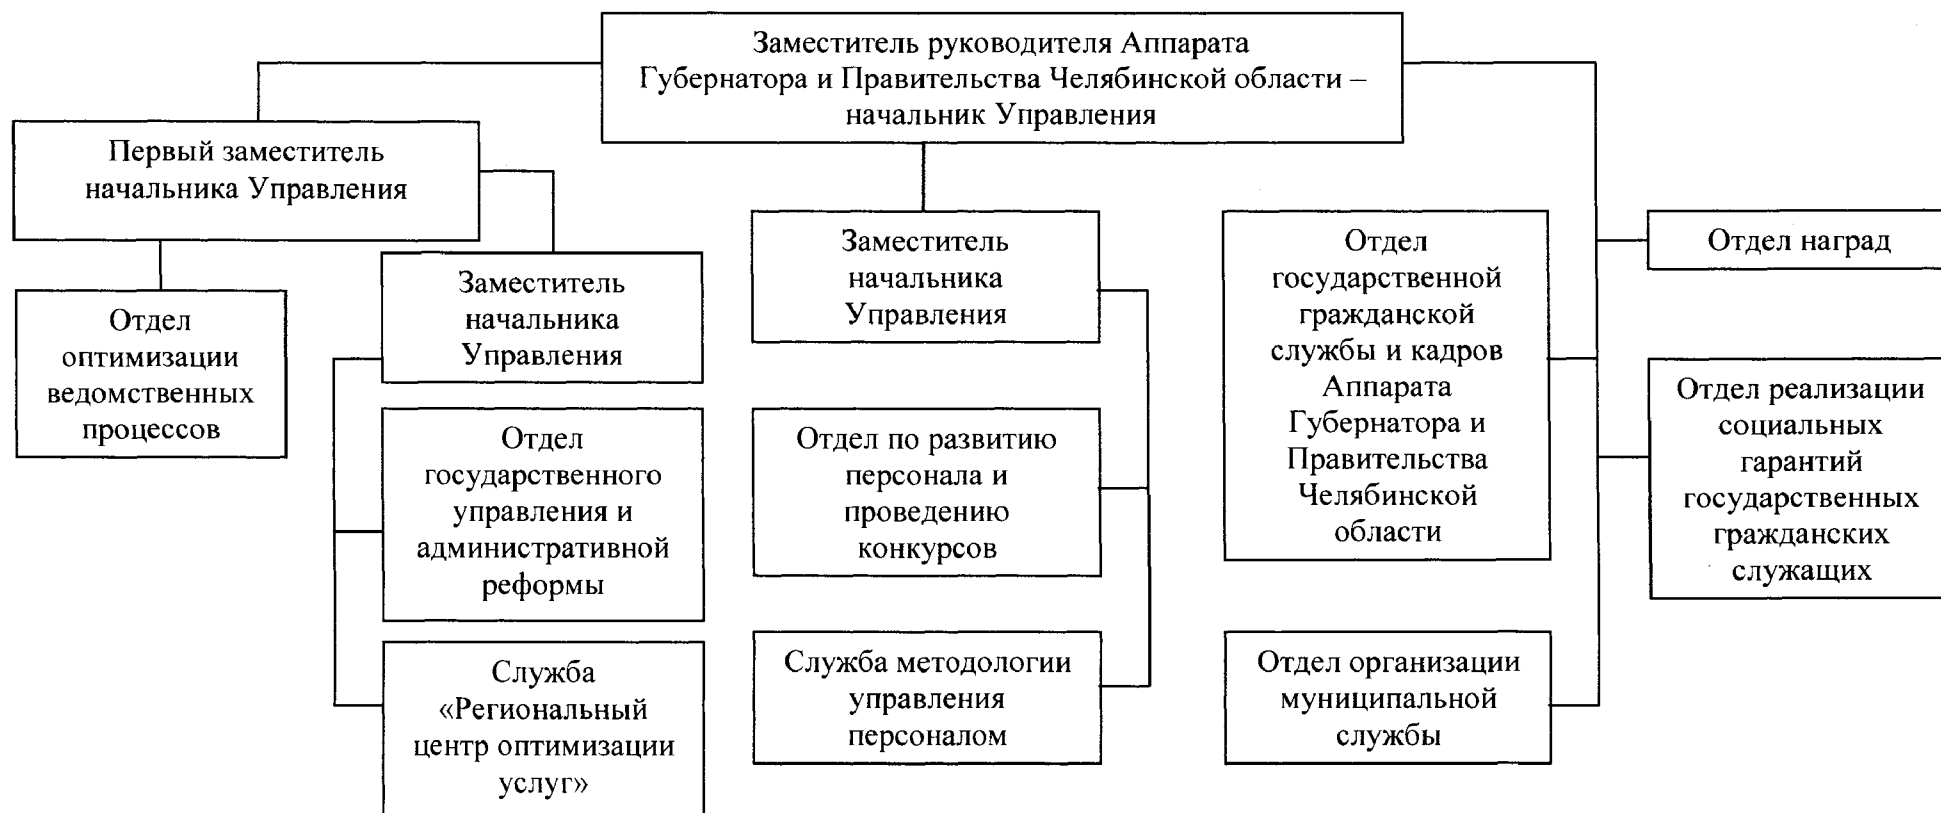 Заместитель руководителя Аппарата
Губернатора и Правительства Челябинской области –
начальник Управления
Первый заместитель
начальника Управления
Отдел
оптимизации
ведомственных
процессов
Заместитель
начальника
Управления
Отдел
государственного
управления и
административной
реформы
Служба
«Региональный
центр оптимизации
услуг»
Заместитель
начальника
Управления
Отдел по развитию
персонала и
проведению
конкурсов
Служба методологии
управления
персоналом
Отдел
государственной
гражданской
службы и кадров
Аппарата
Губернатора и
Правительства
Челябинской
области
Отдел организации
муниципальной
службы
Отдел наград
Отдел реализации
социальных
гарантий
государственных
гражданских
служащих